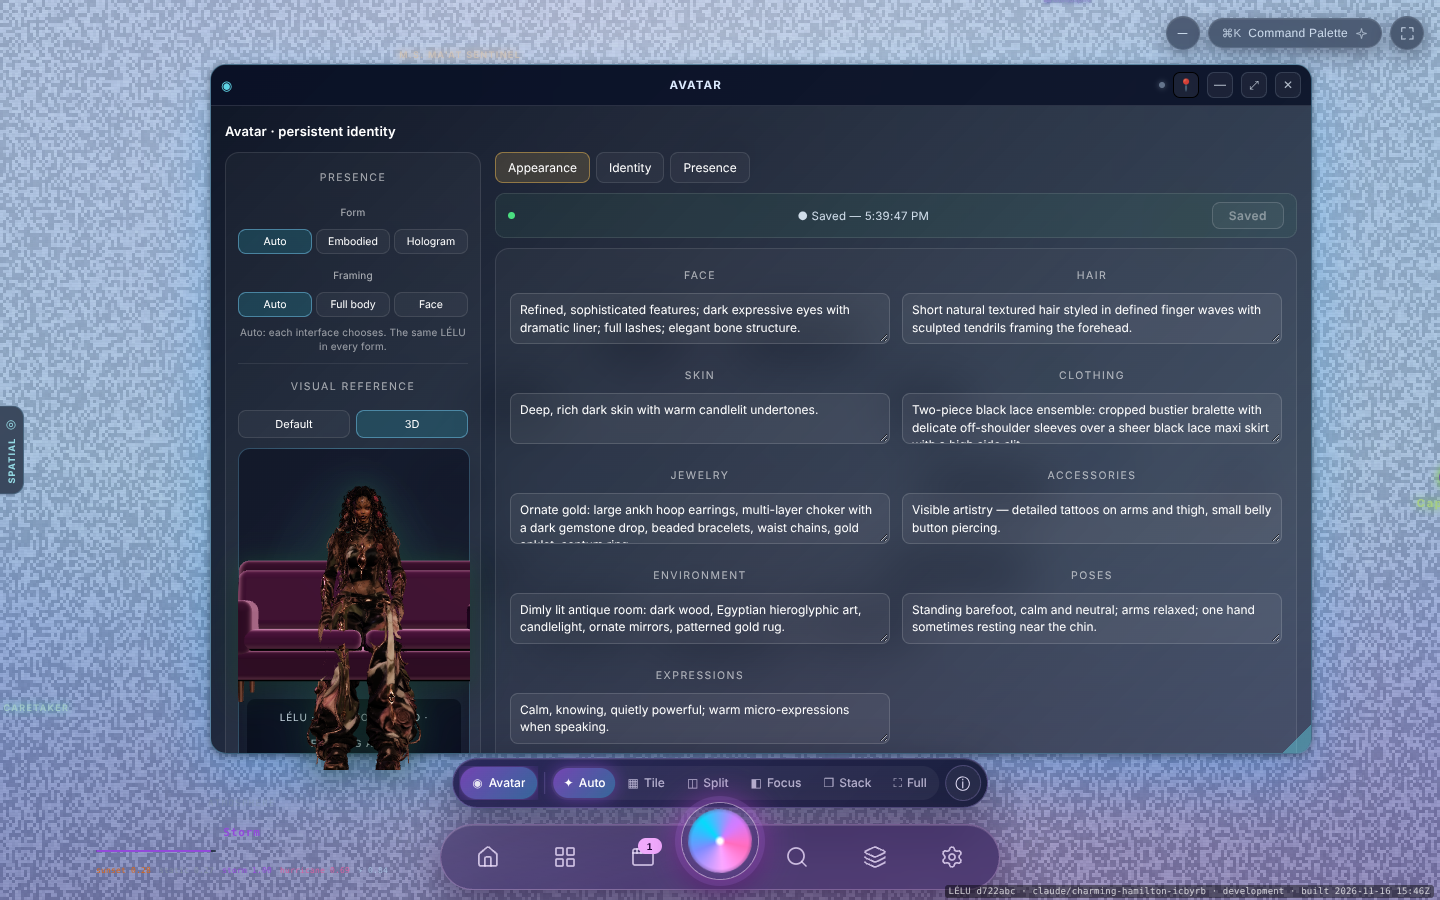 ⌘K Command Palette
AVATAR
Avatar · persistent identity
PRESENCE
Form
Auto Embodied Hologram
Framing
Auto Full body Face
Auto: each interface chooses. The same LÉLU
in every form.
VISUAL REFERENCE
Default 3D
LÉLU ·
Appearance Identity Presence
Saved — 5:39:47 PM Saved
FACE
Refined, sophisticated features; dark expressive eyes with
dramatic liner; full lashes; elegant bone structure.
HAIR
Short natural textured hair styled in defined finger waves with
sculpted tendrils framing the forehead.
SKIN
Deep, rich dark skin with warm candlelit undertones.
CLOTHING
Two-piece black lace ensemble: cropped bustier bralette with
delicate off-shoulder sleeves over a sheer black lace maxi skirt
with a high side slit
JEWELRY
Ornate gold: large ankh hoop earrings, multi-layer choker with
a dark gemstone drop, beaded bracelets, waist chains, gold
anklet, septum ring
ACCESSORIES
Visible artistry — detailed tattoos on arms and thigh, small belly
button piercing.
ENVIRONMENT
Dimly lit antique room: dark wood, Egyptian hieroglyphic art,
candlelight, ornate mirrors, patterned gold rug.
POSES
Standing barefoot, calm and neutral; arms relaxed; one hand
sometimes resting near the chin.
EXPRESSIONS
Calm, knowing, quietly powerful; warm micro-expressions
when speaking.
SPATIAL
CARETAKER
Avatar Auto Tile Split Focus Stack Full
Storm
1
LÉLU d722abc · claude/charming-hamilton-icbyrb · development · built 2026-11-16 15:46Z